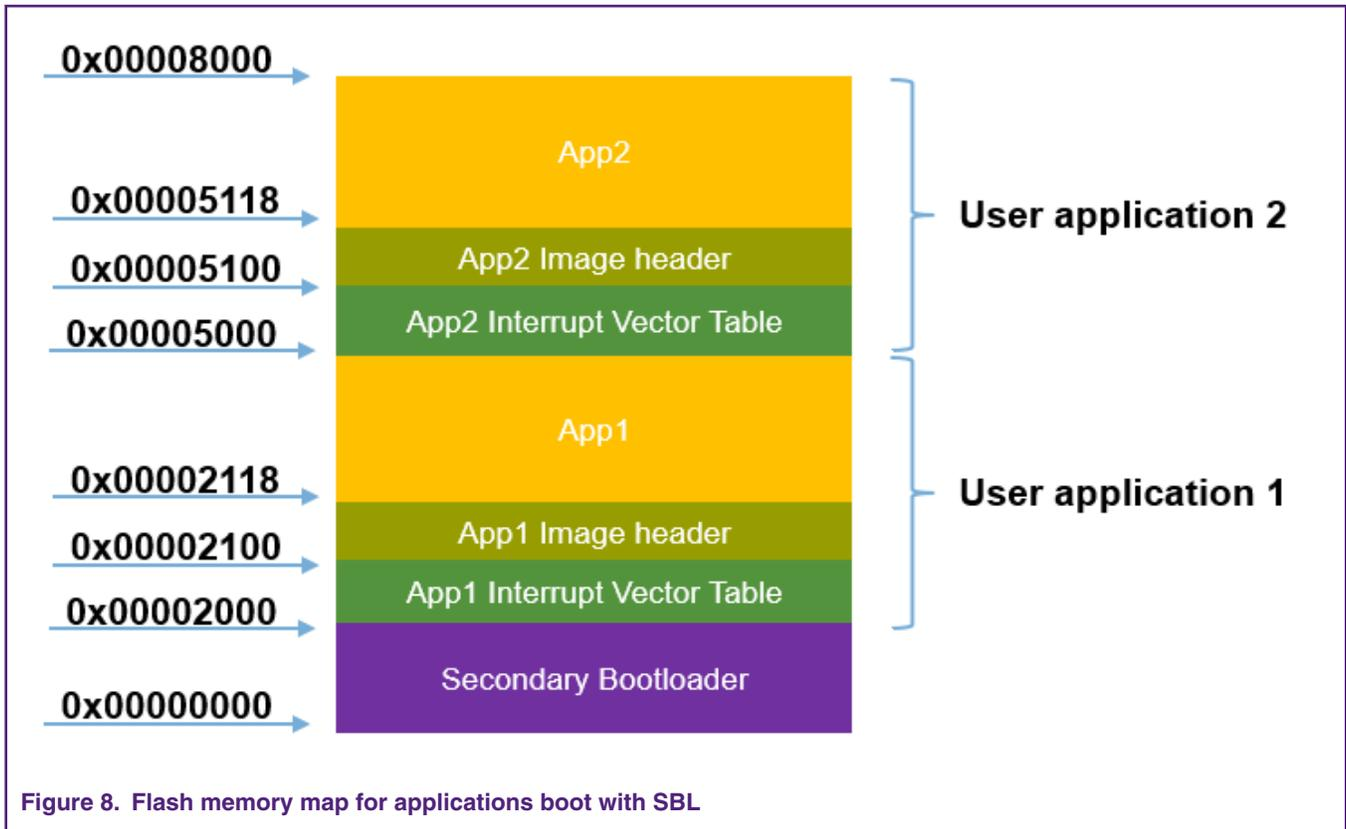 0x00008000
App2
0x00005118
User application 2
App2 Image header
0x00005100
App2 Interrupt Vector Table
0x00005000
App1
0x00002118
User application 1
App1 Image header
0x00002100
App1 Interrupt Vector Table
0x00002000
Secondary Bootloader
0x00000000
Figure 8. Flash memory map for applications boot with SBL